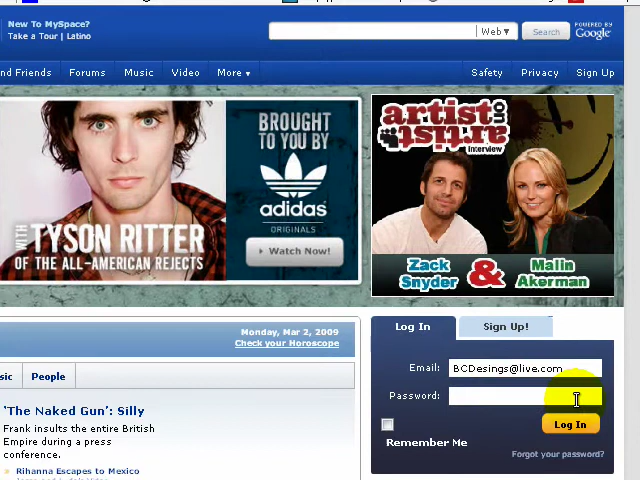 New To MySpace?
Take a Tour | Latino
Web▾
Search
POWERED BY
Google
nd Friends
Forums
Music
Video
More ▾
Safety
Privacy
Sign Up
WITH
TYSON RITTER
OF THE ALL-AMERICAN REJECTS
BROUGHT
TO YOU BY
adidas
ORIGINALS
Watch Now!
artist
on
artist
interview
Zack
Snyder
&
Malin
Akerman
Monday, Mar 2, 2009
Check your Horoscope
sic
People
'The Naked Gun': Silly
Frank insults the entire British
Empire during a press
conference.
» Rihanna Escapes to Mexico
Log In
Sign Up!
Email:
BCDesings@live.com
Password:
Log In
Remember Me
Forgot your password?